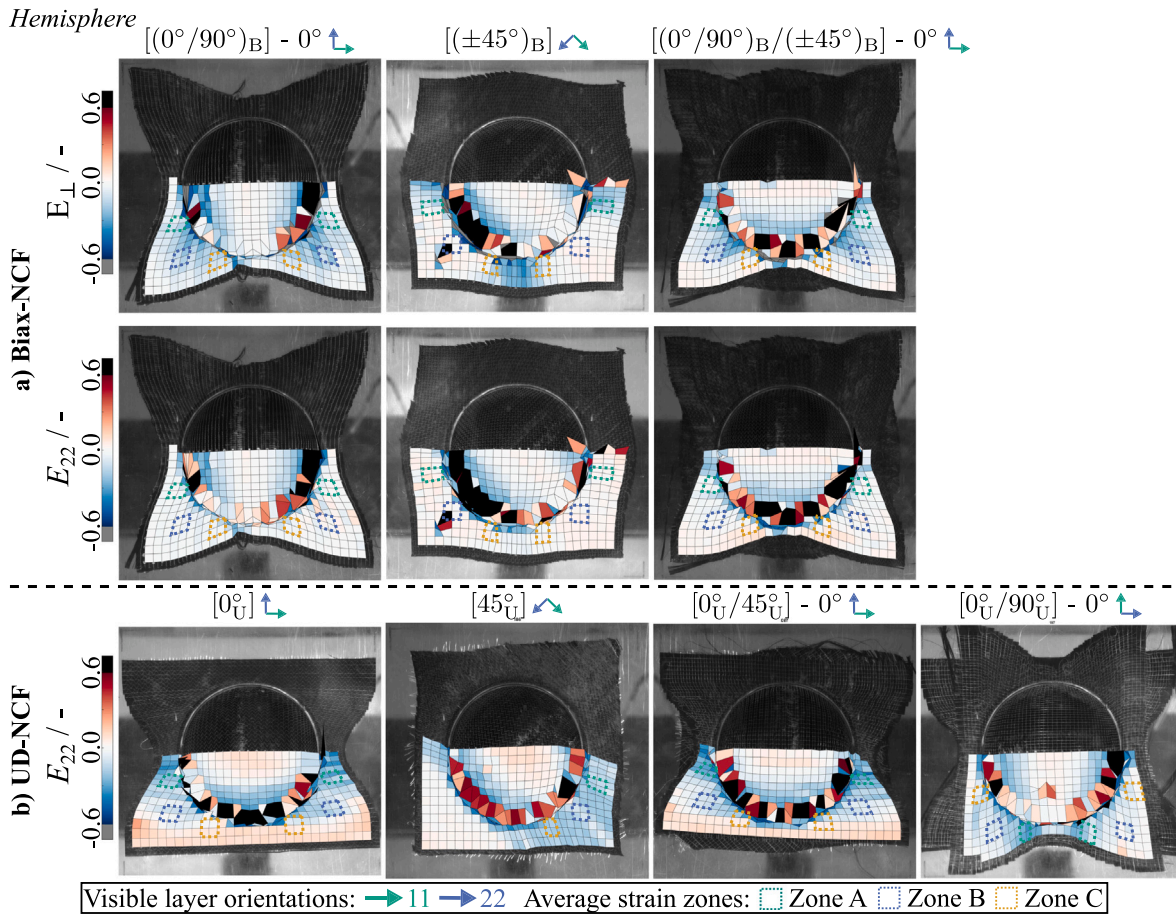 Hemisphere
[(0°/90°)B] - 0°
[(±45°)B]
[(0°/90°)B/(±45°)B] - 0°
a) Biax-NCF
E⊥ / -
0.6
0.0
-0.6
E22 / -
0.6
0.0
-0.6
[0°U]
[45°U]
[0°U/45°U] - 0°
[0°U/90°U] - 0°
b) UD-NCF
E22 / -
0.6
0.0
-0.6
Visible layer orientations: 11 22 Average strain zones: Zone A Zone B Zone C